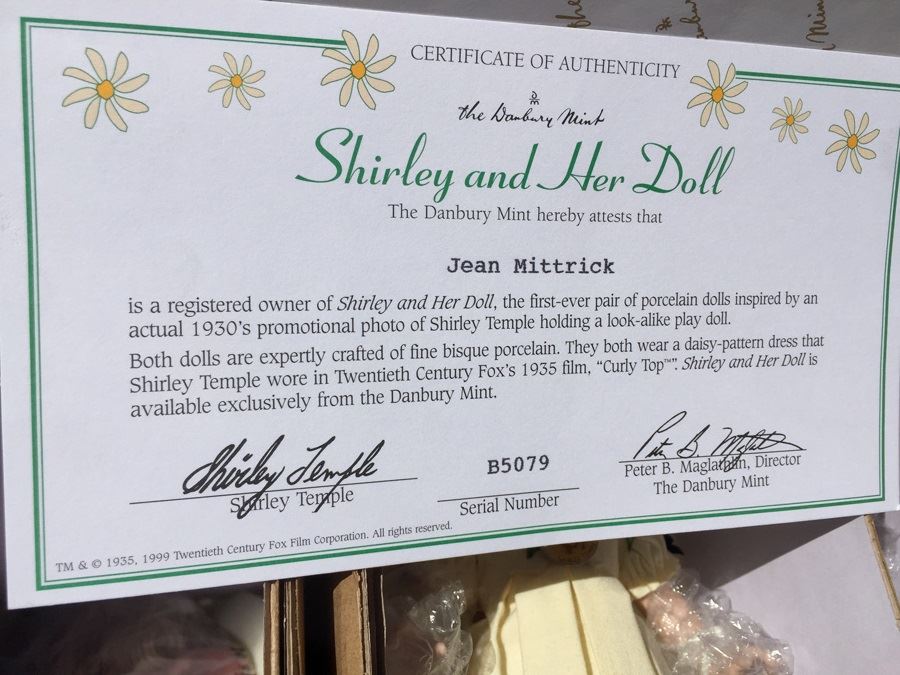 CERTIFICATE OF AUTHENTICITY
DM
the Danbury Mint
Shirley and Her Doll
The Danbury Mint hereby attests that
Jean Mittrick
is a registered owner of Shirley and Her Doll, the first-ever pair of porcelain dolls inspired by an
actual 1930's promotional photo of Shirley Temple holding a look-alike play doll.
Both dolls are expertly crafted of fine bisque porcelain. They both wear a daisy-pattern dress that
Shirley Temple wore in Twentieth Century Fox's 1935 film, "Curly Top™". Shirley and Her Doll is
available exclusively from the Danbury Mint.
Shirley Temple
Shirley Temple
B5079
Serial Number
Peter B. Maglathlin, Director
The Danbury Mint
TM & © 1935, 1999 Twentieth Century Fox Film Corporation. All rights reserved.
the
Danbu
Min